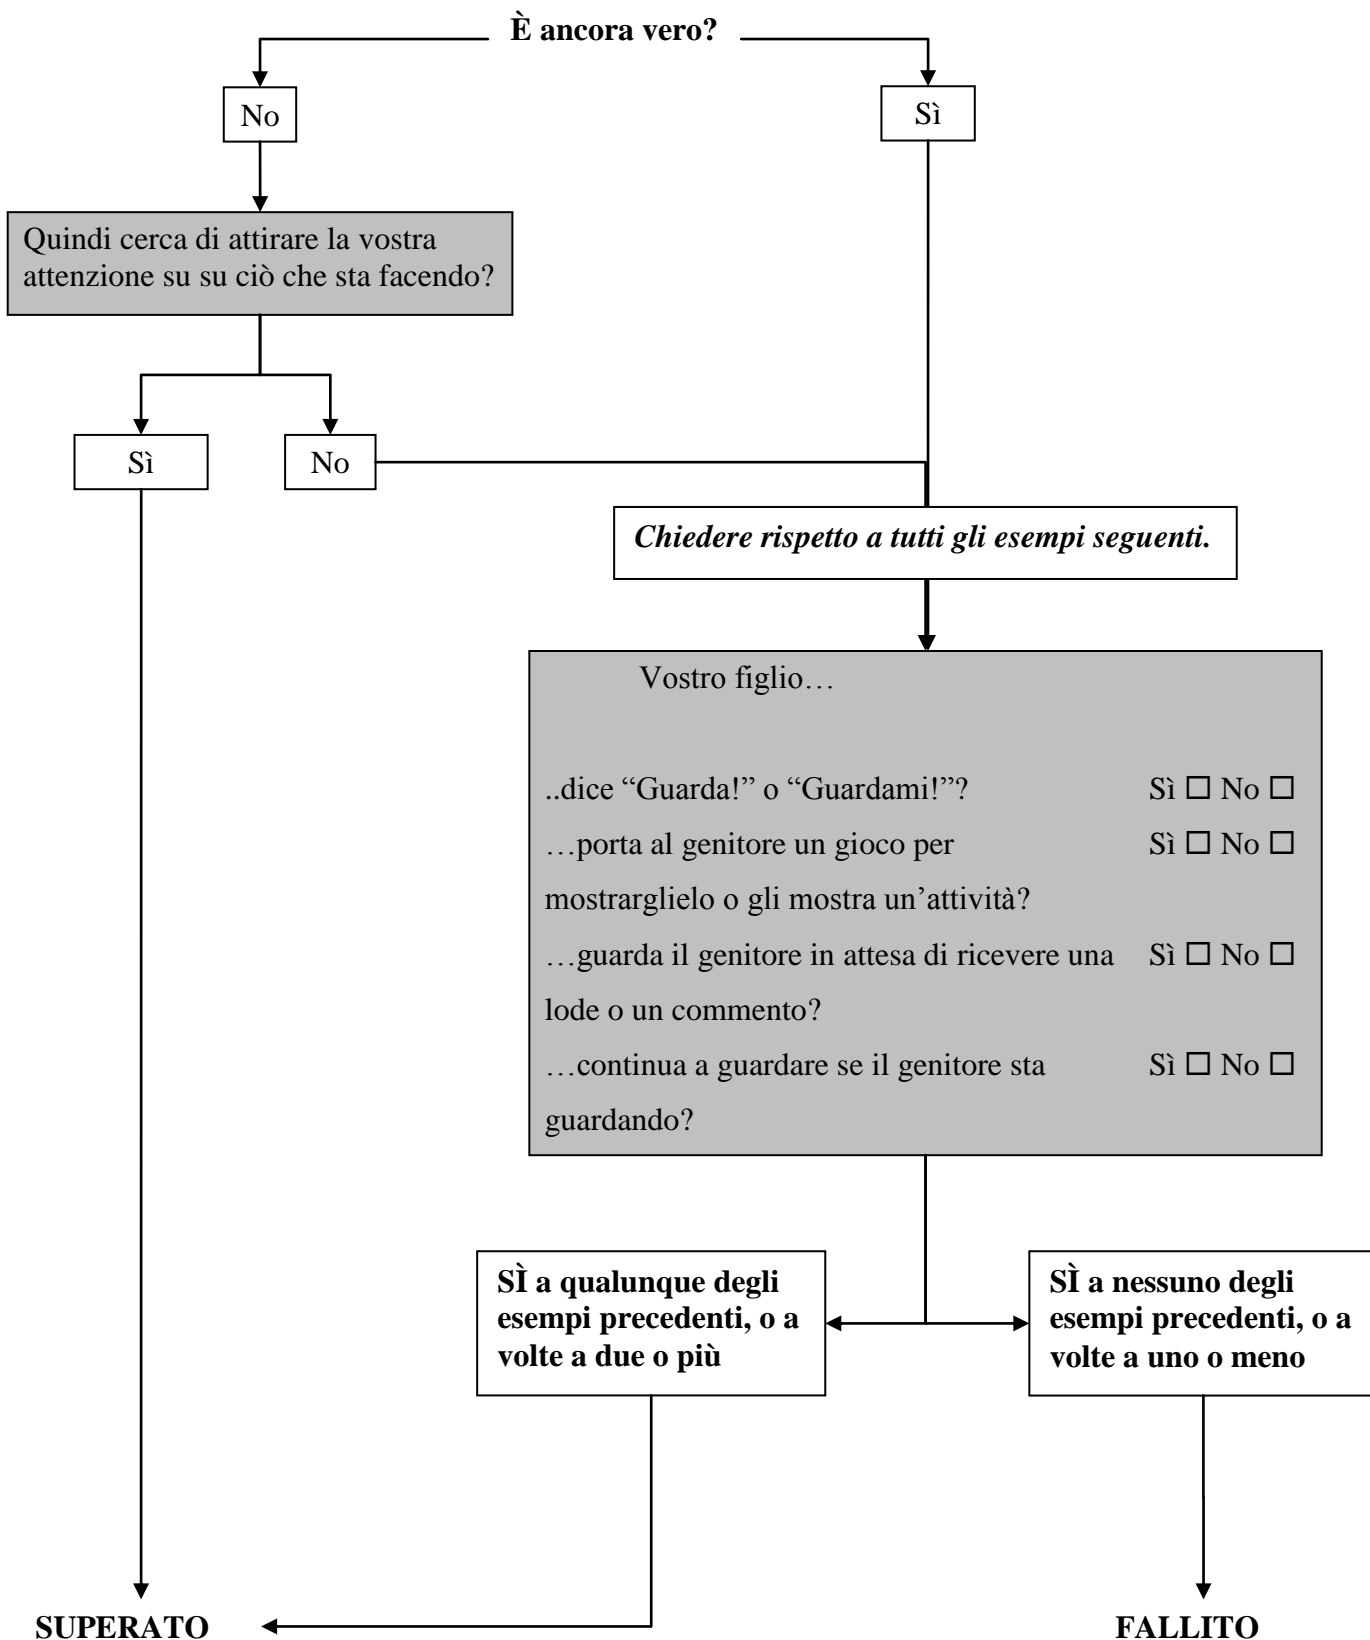 È ancora vero?
No
Sì
Quindi cerca di attirare la vostra
attenzione su su ciò che sta facendo?
Sì
No
Chiedere rispetto a tutti gli esempi seguenti.
Vostro figlio…
..dice “Guarda!” o “Guardami!”? Sì ☐ No ☐
…porta al genitore un gioco per Sì ☐ No ☐
mostrarglielo o gli mostra un’attività?
…guarda il genitore in attesa di ricevere una Sì ☐ No ☐
lode o un commento?
…continua a guardare se il genitore sta Sì ☐ No ☐
guardando?
SÌ a qualunque degli
esempi precedenti, o a
volte a due o più
SÌ a nessuno degli
esempi precedenti, o a
volte a uno o meno
SUPERATO
FALLITO